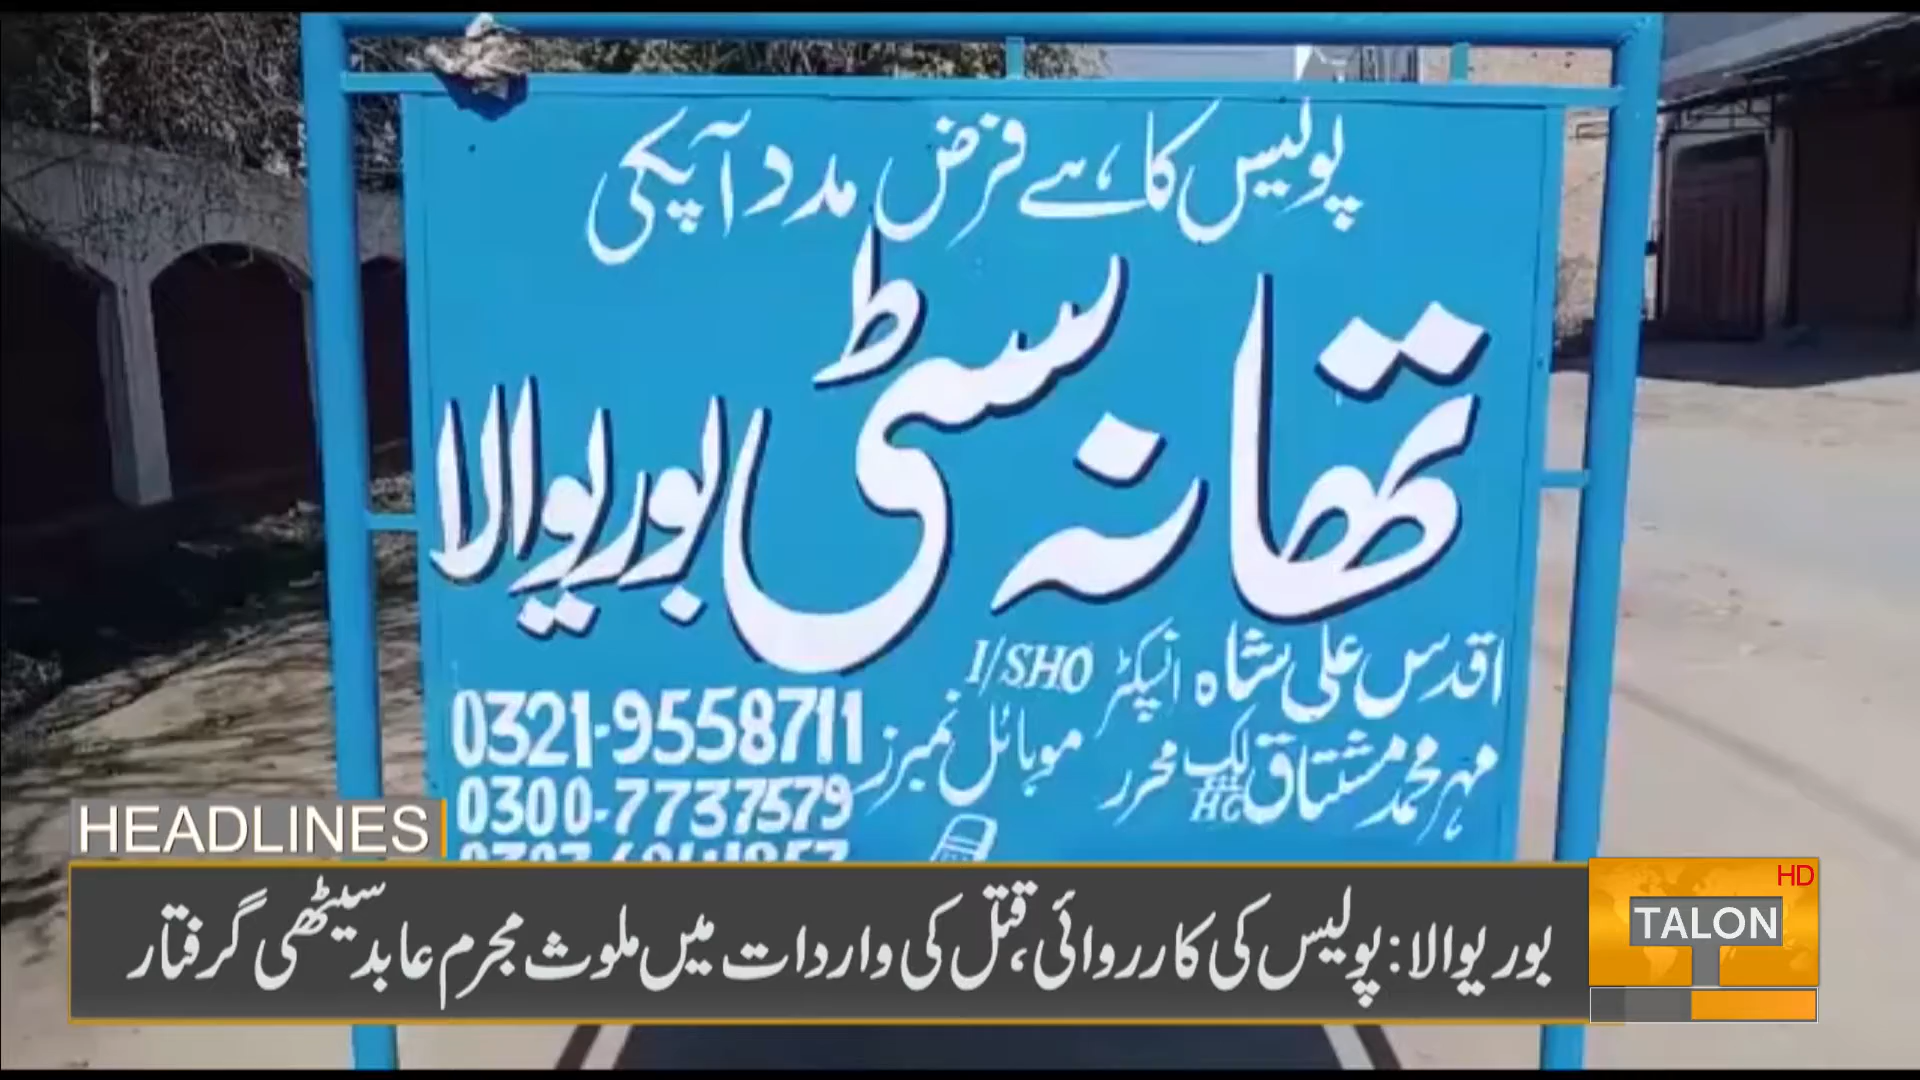 پولیس کا ہے فرض مدد آپکی
تھانہ سٹی بوریوالا
اقدس علی شاہ انسپکٹر I/SHO
0321-9558711
مہر محمد مشتاق HC محرر موبائل نمبرز
0300-7737579
HEADLINES
بوریوالا: پولیس کی کارروائی، قتل کی واردات میں ملوث مجرم عابد سیٹھی گرفتار
HD
TALON